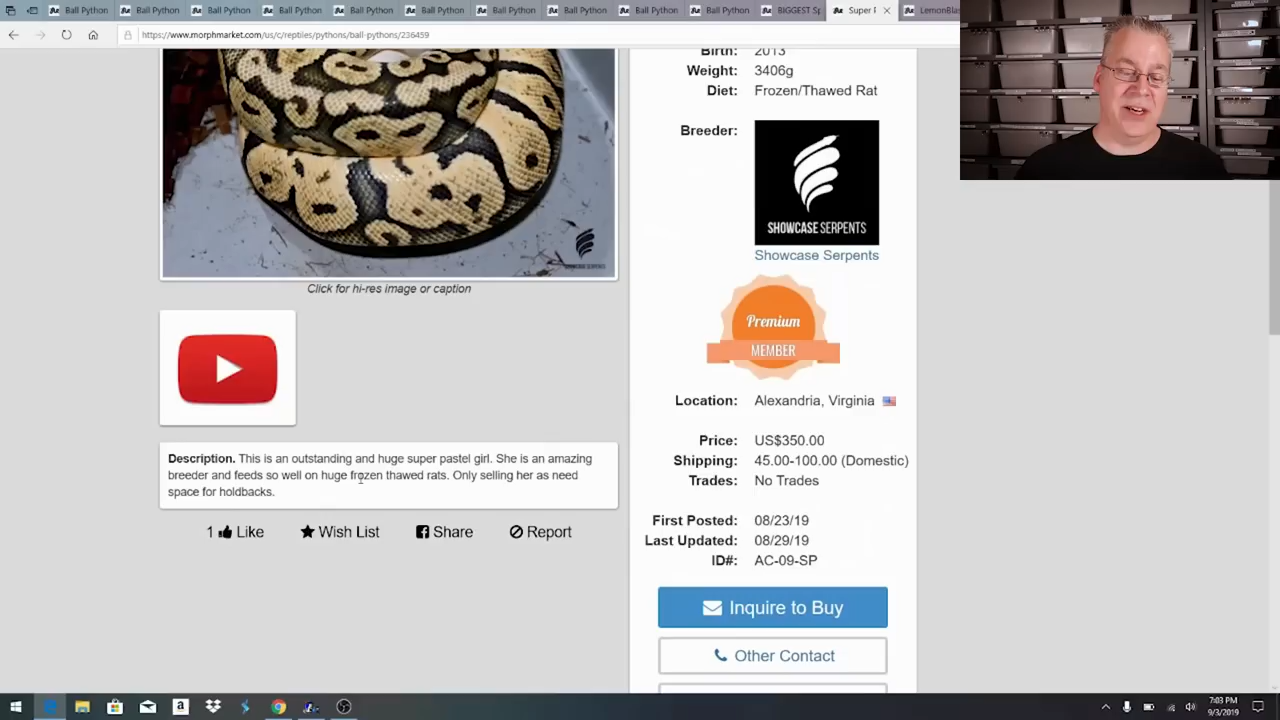 Ball Python
Ball Python
Ball Python
Ball Python
Ball Python
Ball Python
Ball Python
Ball Python
Ball Python
Ball Python
BIGGEST Sp
Super F
LemonBlas
https://www.morphmarket.com/us/c/reptiles/pythons/ball-pythons/236459
Birth: 2013
Weight: 3406g
Diet: Frozen/Thawed Rat
Breeder:
SHOWCASE SERPENTS
Showcase Serpents
Click for hi-res image or caption
Premium
MEMBER
Location: Alexandria, Virginia
Price: US$350.00
Shipping: 45.00-100.00 (Domestic)
Trades: No Trades
Description. This is an outstanding and huge super pastel girl. She is an amazing
breeder and feeds so well on huge frozen thawed rats. Only selling her as need
space for holdbacks.
1 Like Wish List Share Report
First Posted: 08/23/19
Last Updated: 08/29/19
ID#: AC-09-SP
Inquire to Buy
Other Contact
7:03 PM
9/3/2019